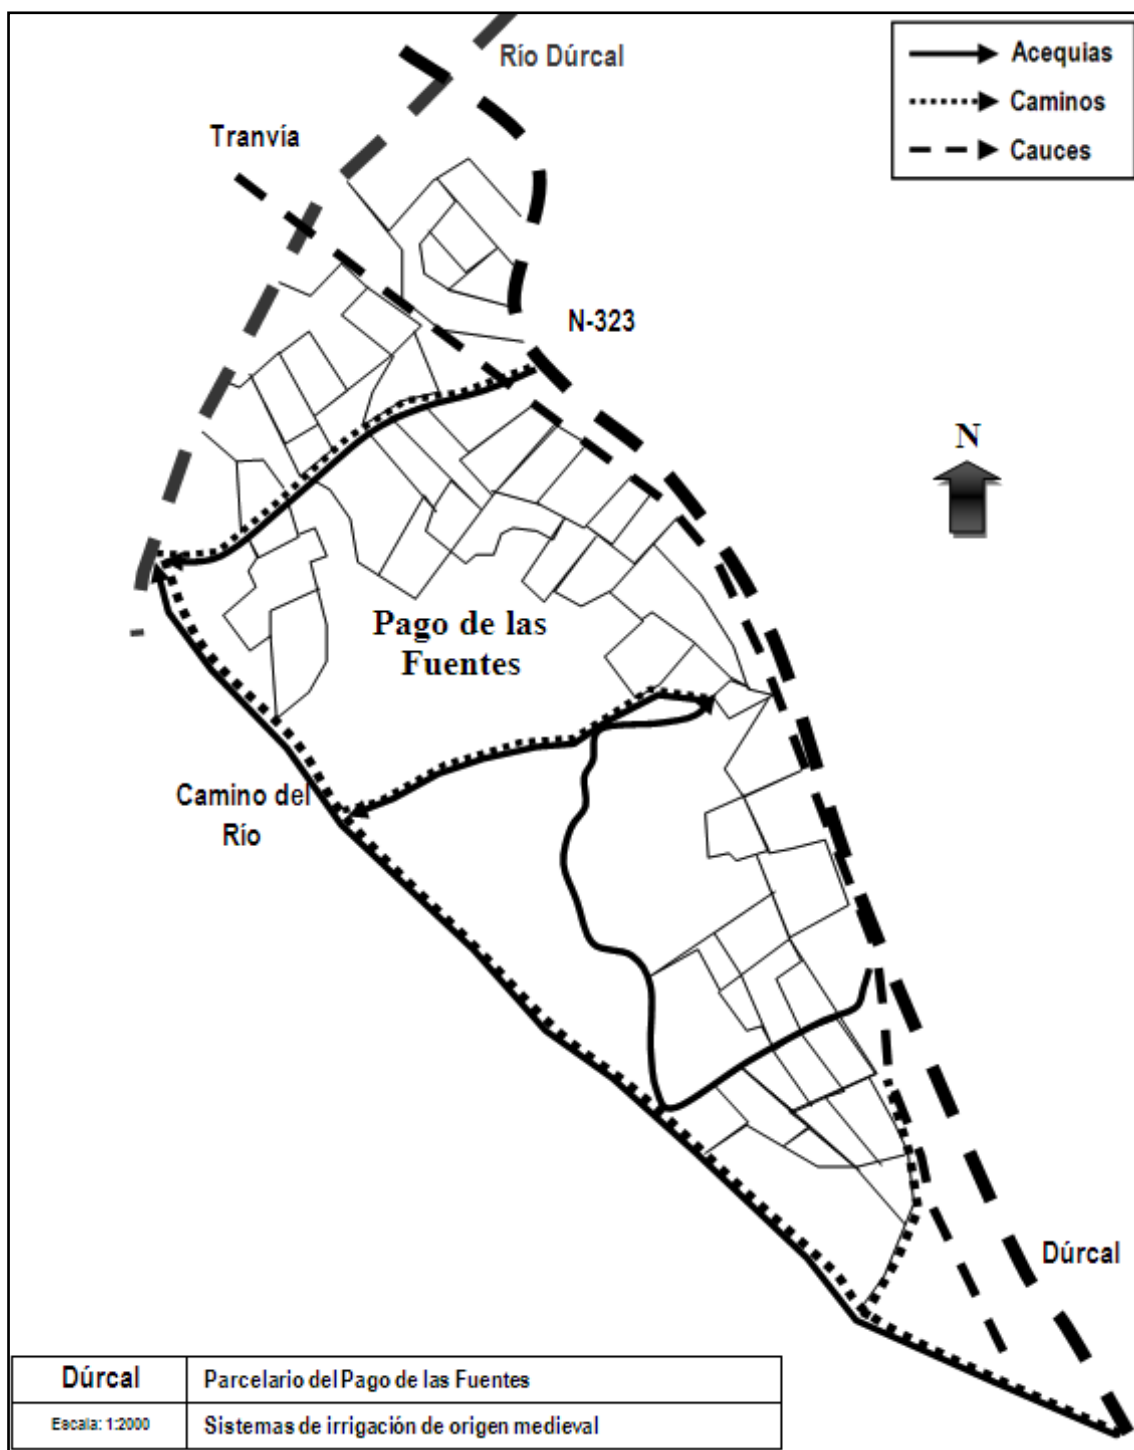 Río Dúrcal
Acequias
Caminos
Cauces
Tranvía
N-323
N
Pago de las
Fuentes
Camino del
Río
Dúrcal
Dúrcal
Parcelario del Pago de las Fuentes
Escala: 1:2000
Sistemas de irrigación de origen medieval